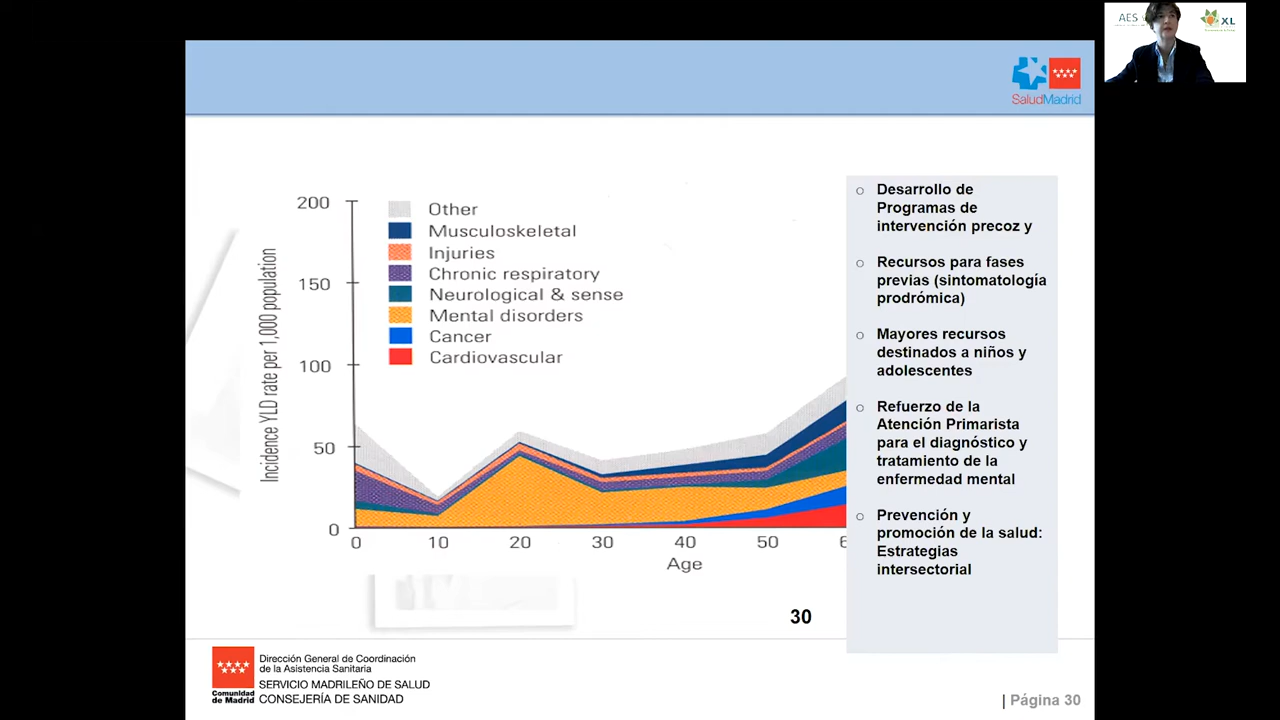 AES
XL
SaludMadrid
Incidence YLD rate per 1,000 population
200
150
100
50
0
Other
Musculoskeletal
Injuries
Chronic respiratory
Neurological & sense
Mental disorders
Cancer
Cardiovascular
0 10 20 30 40 50
Age
○ Desarrollo de
Programas de
intervención precoz y
○ Recursos para fases
previas (sintomatología
prodrómica)
○ Mayores recursos
destinados a niños y
adolescentes
○ Refuerzo de la
Atención Primarista
para el diagnóstico y
tratamiento de la
enfermedad mental
○ Prevención y
promoción de la salud:
Estrategias
intersectorial
30
Comunidad
de Madrid
Dirección General de Coordinación
de la Asistencia Sanitaria
SERVICIO MADRILEÑO DE SALUD
CONSEJERÍA DE SANIDAD
| Página 30